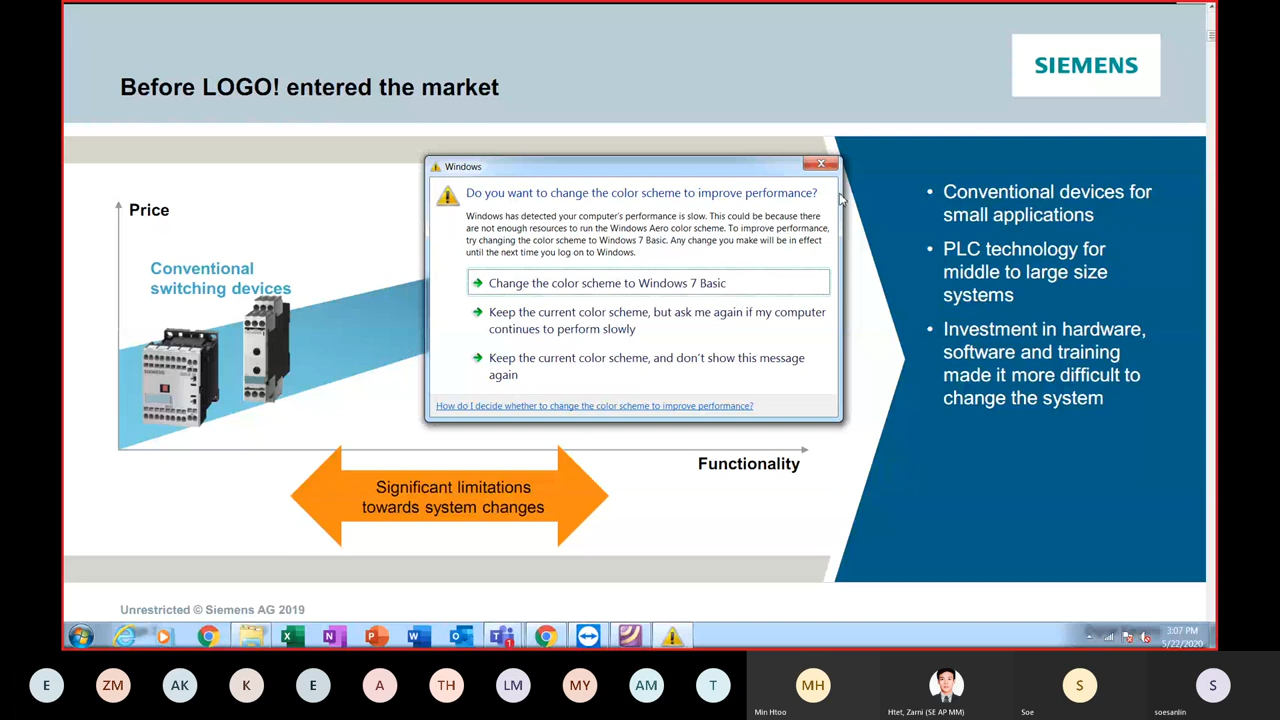 Before LOGO! entered the market
SIEMENS
Price
Conventional
switching devices
Functionality
Significant limitations
towards system changes
Windows
Do you want to change the color scheme to improve performance?
Windows has detected your computer's performance is slow. This could be because there
are not enough resources to run the Windows Aero color scheme. To improve performance,
try changing the color scheme to Windows 7 Basic. Any change you make will be in effect
until the next time you log on to Windows.
Change the color scheme to Windows 7 Basic
Keep the current color scheme, but ask me again if my computer
continues to perform slowly
Keep the current color scheme, and don't show this message
again
How do I decide whether to change the color scheme to improve performance?
• Conventional devices for
small applications
• PLC technology for
middle to large size
systems
• Investment in hardware,
software and training
made it more difficult to
change the system
Unrestricted © Siemens AG 2019
3:07 PM
5/22/2020
E
ZM
AK
K
E
A
TH
LM
MY
AM
T
MH
Min Htoo
Htet, Zarni (SE AP MM)
S
Soe
S
soesanlin